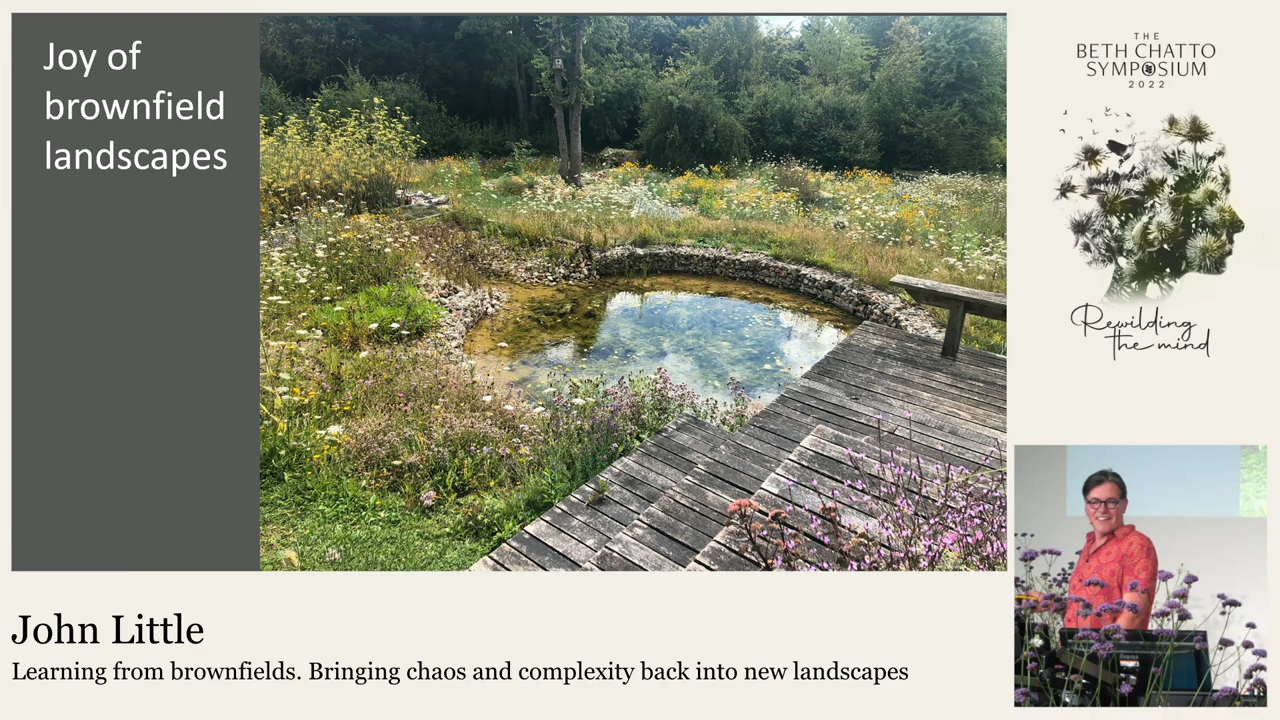 Joy of
brownfield
landscapes
THE
BETH CHATTO
SYMPOSIUM
2022
Rewilding
the mind
John Little
Learning from brownfields. Bringing chaos and complexity back into new landscapes